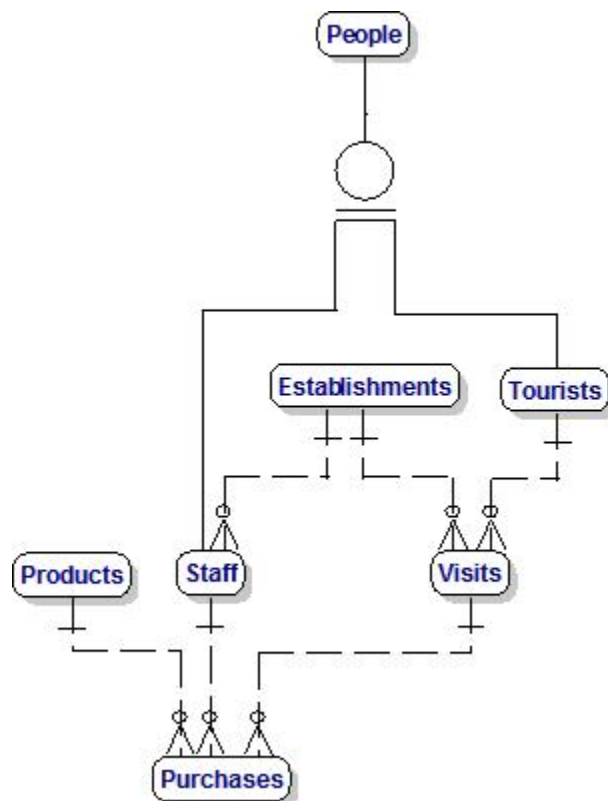 People
Establishments
Tourists
Products
Staff
Visits
Purchases